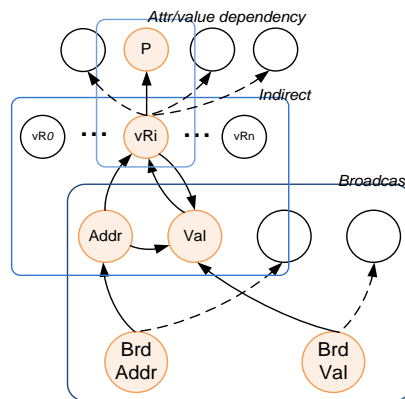 Attr/value dependency
P
Indirect
vR0
...
vRi
...
vRn
Broadcas
Addr
Val
Brd
Addr
Brd
Val